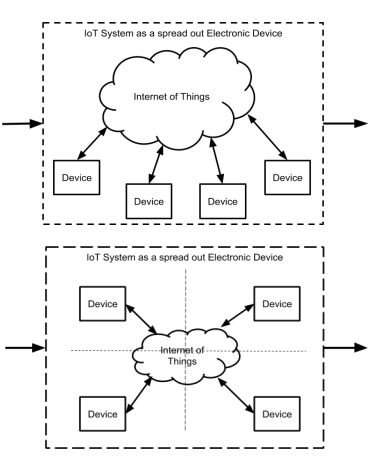 IoT System as a spread out Electronic Device
Internet of Things
Device
Device
Device
Device
IoT System as a spread out Electronic Device
Device
Device
Internet of
Things
Device
Device